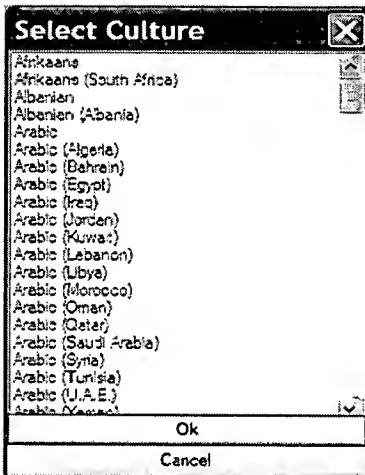 Select Culture
Afrikaans
Afrikaans (South Africa)
Albanian
Albanian (Albania)
Arabic
Arabic (Algeria)
Arabic (Bahrain)
Arabic (Egypt)
Arabic (Iraq)
Arabic (Jordan)
Arabic (Kuwait)
Arabic (Lebanon)
Arabic (Libya)
Arabic (Morocco)
Arabic (Oman)
Arabic (Qatar)
Arabic (Saudi Arabia)
Arabic (Syria)
Arabic (Tunisia)
Arabic (U.A.E.)
Arabic (Yemen)
Ok
Cancel